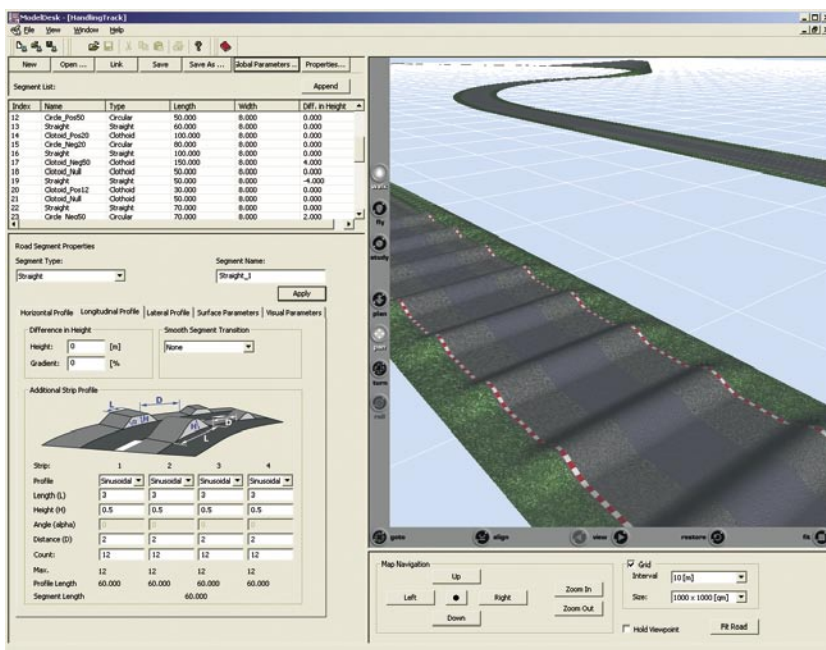 ModelDesk - [HandlingTrack]
File View Window Help
New Open ... Link Save Save As ... Global Parameters ... Properties...
Segment List: Append
Index Name Type Length Width Diff. in Height
12 Circle_Pos50 Circular 50.000 8.000 0.000
13 Straight Straight 60.000 8.000 0.000
14 Clotoid_Pos20 Clothoid 100.000 8.000 0.000
15 Circle_Neg20 Circular 80.000 8.000 0.000
16 Straight Straight 100.000 8.000 0.000
17 Clotoid_Neg50 Clothoid 150.000 8.000 4.000
18 Clotoid_Null Clothoid 50.000 8.000 0.000
19 Straight Straight 50.000 8.000 -4.000
20 Clotoid_Pos12 Clothoid 30.000 8.000 0.000
21 Clotoid_Null Clothoid 50.000 8.000 0.000
22 Straight Straight 70.000 8.000 0.000
23 Circle_Neg50 Circular 70.000 8.000 2.000
Road Segment Properties
Segment Type: Segment Name:
Straight Straight_1
Apply
Horizontal Profile Longitudinal Profile Lateral Profile Surface Parameters Visual Parameters
Difference in Height Smooth Segment Transition
Height: 0 [m] None
Gradient: 0 [%
Additional Strip Profile
L D
H H D
L
Strip: 1 2 3 4
Profile Sinusoidal Sinusoidal Sinusoidal Sinusoidal
Length (L) 3 3 3 3
Height (H) 0.5 0.5 0.5 0.5
Angle (alpha) 0 0 0 0
Distance (D) 2 2 2 2
Count: 12 12 12 12
Max. 12 12 12 12
Profile Length 60.000 60.000 60.000 60.000
Segment Length 60.000
walk
fly
study
plan
pan
turn
roll
goto align view restore fit
Map Navigation
Up
Left Right
Down
Zoom In
Zoom Out
Grid
Interval 10 [m]
Size: 1000 x 1000 [qm]
Hold Viewpoint Fit Road